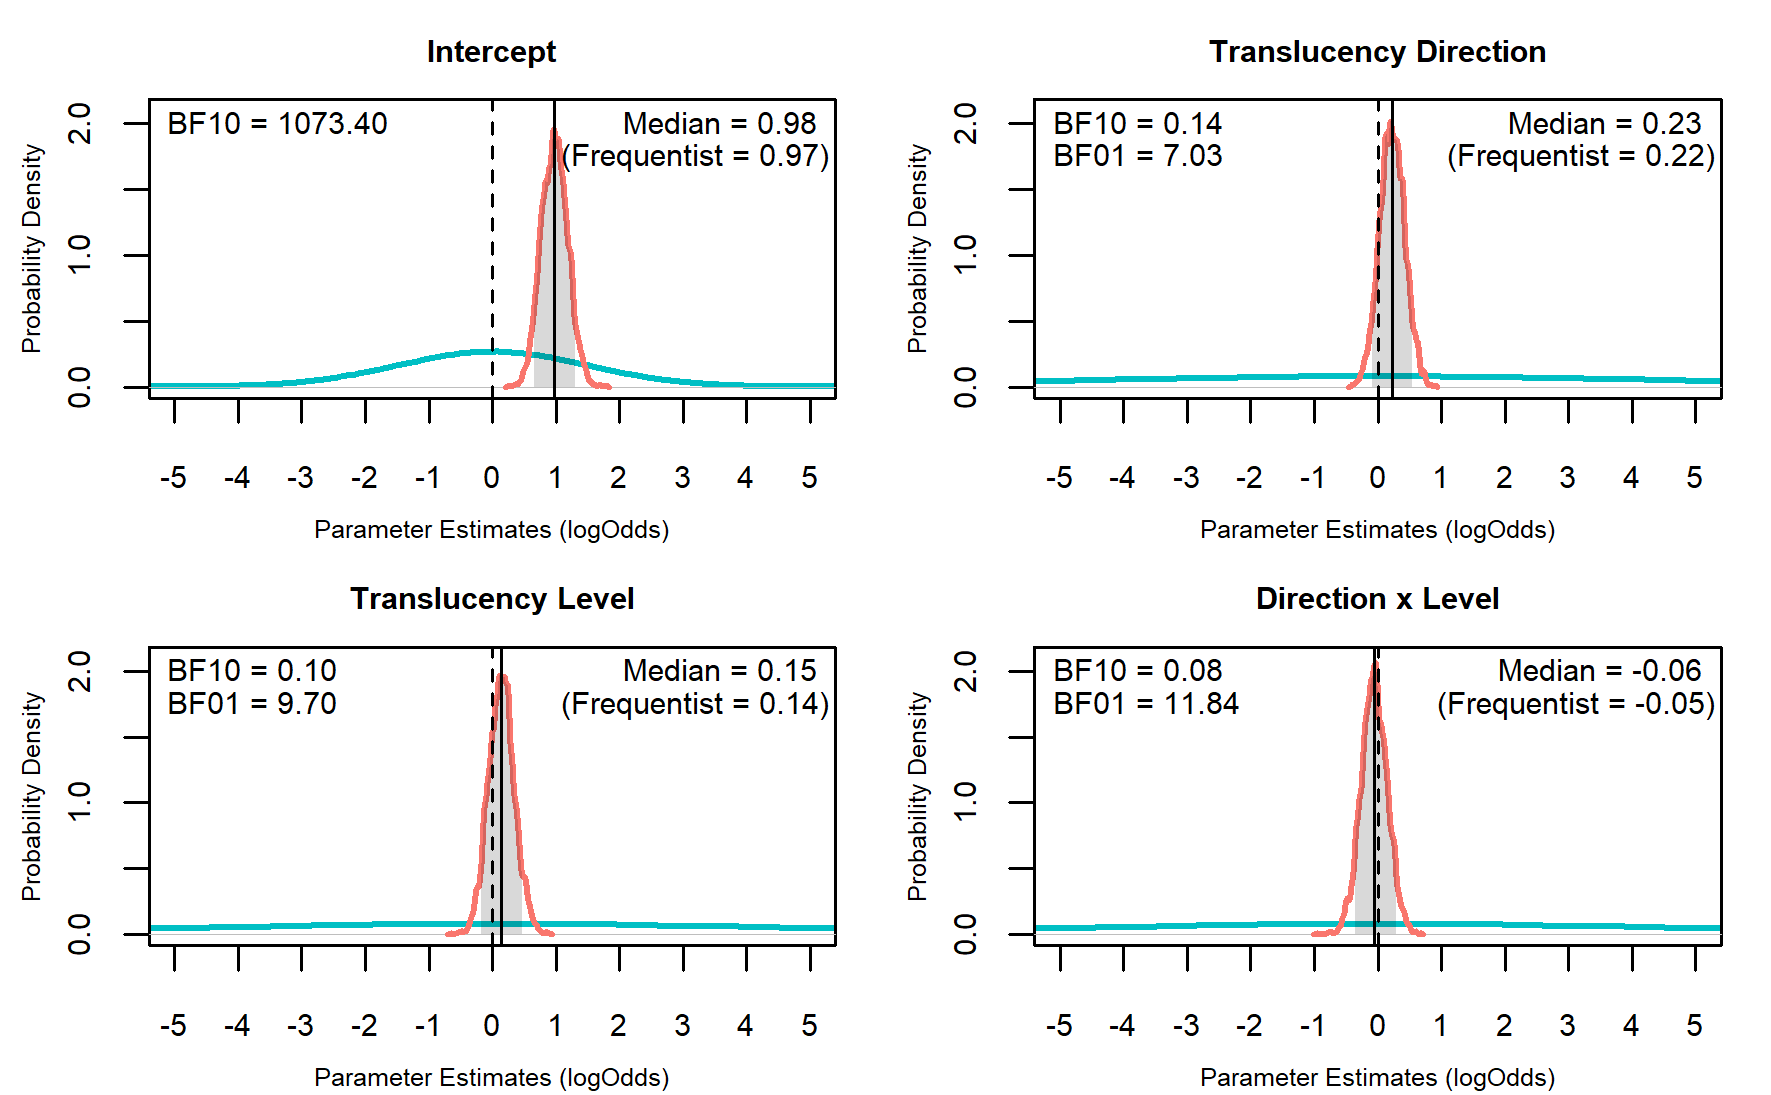 Intercept
BF10 = 1073.40
Median = 0.98
(Frequentist = 0.97)
Probability Density
0.0
1.0
2.0
-5 -4 -3 -2 -1 0 1 2 3 4 5
Parameter Estimates (logOdds)
Translucency Direction
BF10 = 0.14
BF01 = 7.03
Median = 0.23
(Frequentist = 0.22)
Probability Density
0.0
1.0
2.0
-5 -4 -3 -2 -1 0 1 2 3 4 5
Parameter Estimates (logOdds)
Translucency Level
BF10 = 0.10
BF01 = 9.70
Median = 0.15
(Frequentist = 0.14)
Probability Density
0.0
1.0
2.0
-5 -4 -3 -2 -1 0 1 2 3 4 5
Parameter Estimates (logOdds)
Direction x Level
BF10 = 0.08
BF01 = 11.84
Median = -0.06
(Frequentist = -0.05)
Probability Density
0.0
1.0
2.0
-5 -4 -3 -2 -1 0 1 2 3 4 5
Parameter Estimates (logOdds)